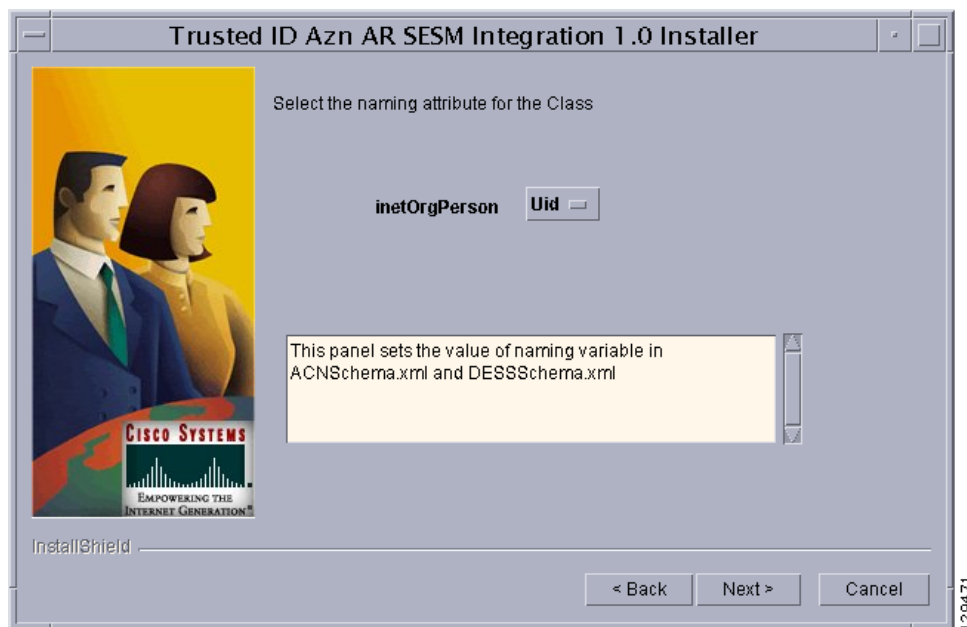 Trusted ID Azn AR SESM Integration 1.0 Installer
Select the naming attribute for the Class
inetOrgPerson Uid
This panel sets the value of naming variable in
ACNSchema.xml and DESSSchema.xml
CISCO SYSTEMS
EMPOWERING THE
INTERNET GENERATION
InstallShield
< Back Next > Cancel
129471